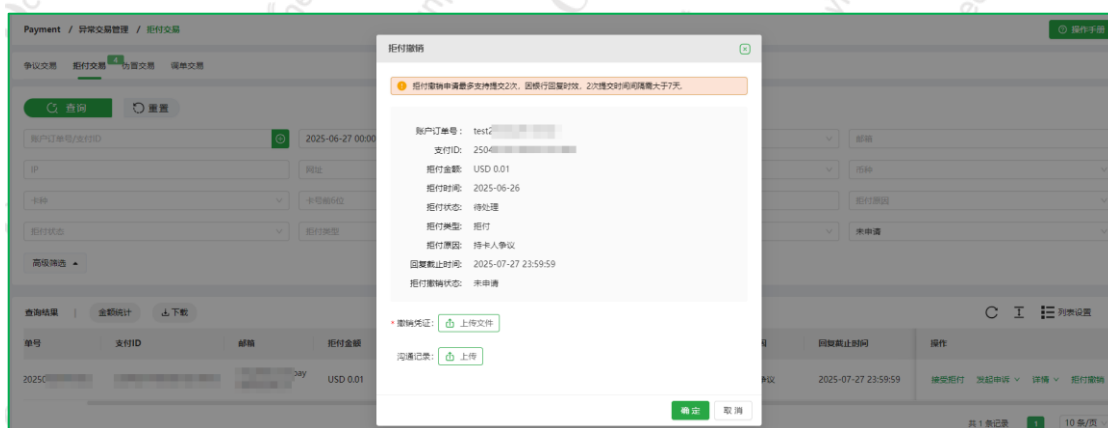 Payment / 异常交易管理 / 拒付交易
操作手册
争议交易 拒付交易 4 伪冒交易 调单交易
查询 重置
账户订单号/支付ID
2025-06-27 00:00
邮箱
IP
网址
币种
卡种
卡号前6位
拒付原因
拒付状态
拒付类型
未申请
高级筛选
拒付撤销
拒付撤销申请最多支持提交2次，因银行回复时效，2次提交时间间隔需大于7天。
账户订单号： test2
支付ID: 2504
拒付金额: USD 0.01
拒付时间: 2025-06-26
拒付状态: 待处理
拒付类型: 拒付
拒付原因: 持卡人争议
回复截止时间: 2025-07-27 23:59:59
拒付撤销状态: 未申请
* 撤销凭证: 上传文件
沟通记录: 上传
确 定 取 消
查询结果 | 金额统计 下载
列表设置
单号 支付ID 邮箱 拒付金额 回复截止时间 操作
2025 pay USD 0.01 争议 2025-07-27 23:59:59 接受拒付 发起申诉 详情 拒付撤销
共 1 条记录 1 10 条/页